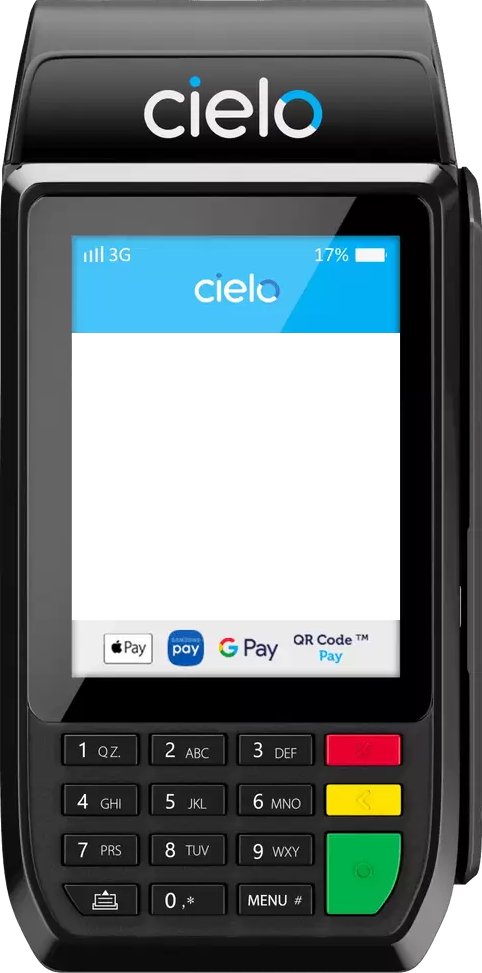 cielo
3G 17%
cielo
Pay SAMSUNG pay G Pay QR Code ™ Pay
1 QZ. 2 ABC 3 DEF
4 GHI 5 JKL 6 MNO
7 PRS 8 TUV 9 WXY
0 ,* MENU #